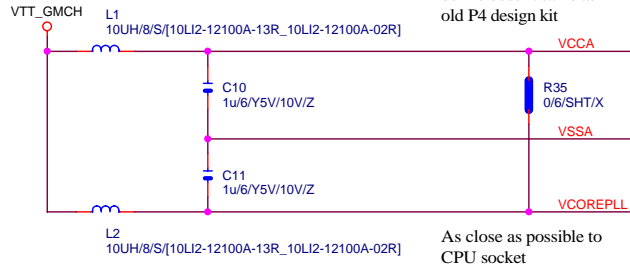 old P4 design kit
VTT_GMCH
L1
10UH/8/S/[10LI2-12100A-13R_10LI2-12100A-02R]
VCCA
C10
1u/6/Y5V/10V/Z
R35
0/6/SHT/X
VSSA
C11
1u/6/Y5V/10V/Z
VCOREPLL
L2
10UH/8/S/[10LI2-12100A-13R_10LI2-12100A-02R]
As close as possible to
CPU socket